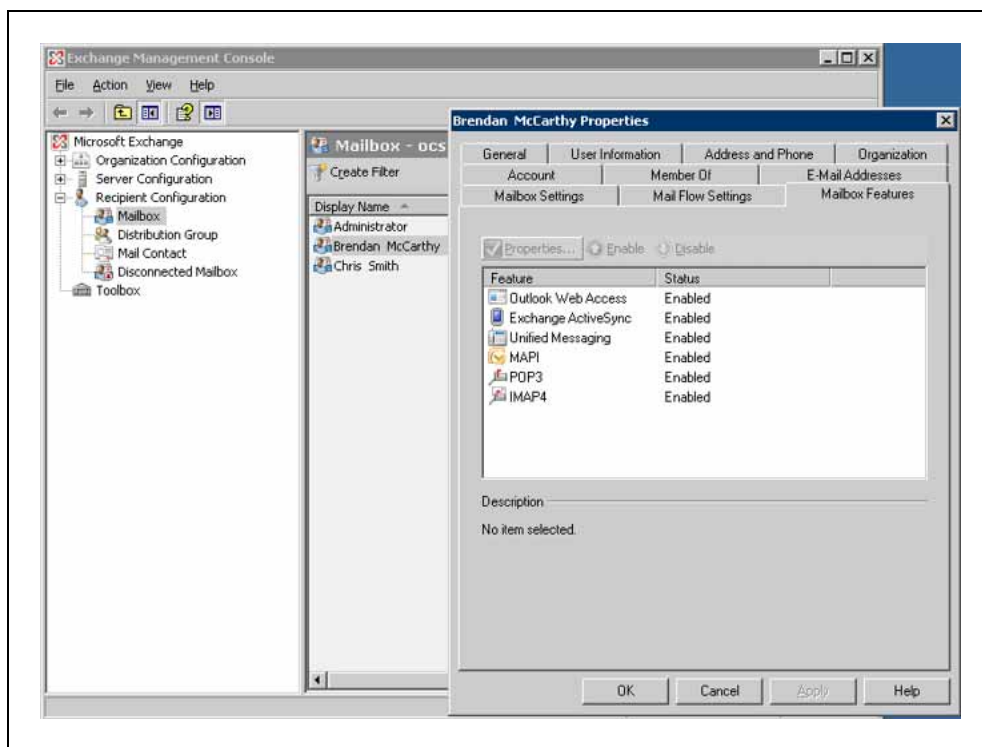 Exchange Management Console
File Action View Help
Microsoft Exchange
Organization Configuration
Server Configuration
Recipient Configuration
Mailbox
Distribution Group
Mail Contact
Disconnected Mailbox
Toolbox
Mailbox - ocs
Create Filter
Display Name
Administrator
Brendan McCarthy
Chris Smith
Brendan McCarthy Properties
General User Information Address and Phone Organization
Account Member Of E-Mail Addresses
Mailbox Settings Mail Flow Settings Mailbox Features
Properties... Enable Disable
Feature Status
Outlook Web Access Enabled
Exchange ActiveSync Enabled
Unified Messaging Enabled
MAPI Enabled
POP3 Enabled
IMAP4 Enabled
Description
No item selected.
OK Cancel Apply Help